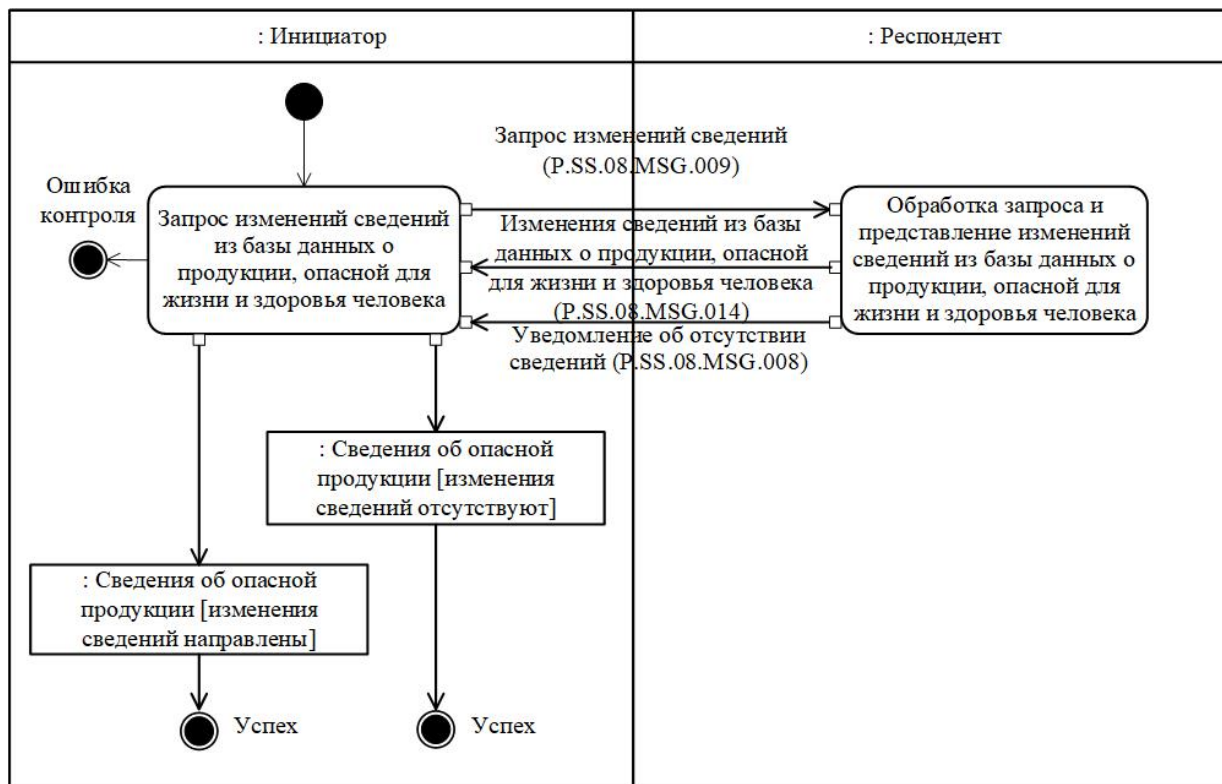 : Инициатор
: Респондент
Запрос изменений сведений
(P.SS.08.MSG.009)
Ошибка
контроля
Запрос изменений сведений
из базы данных о
продукции, опасной для
жизни и здоровья человека
Изменения сведений из базы
данных о продукции, опасной
для жизни и здоровья человека
(P.SS.08.MSG.014)
Уведомление об отсутствии
сведений (P.SS.08.MSG.008)
Обработка запроса и
представление изменений
сведений из базы данных о
продукции, опасной для
жизни и здоровья человека
: Сведения об опасной
продукции [изменения
сведений отсутствуют]
: Сведения об опасной
продукции [изменения
сведений направлены]
Успех
Успех